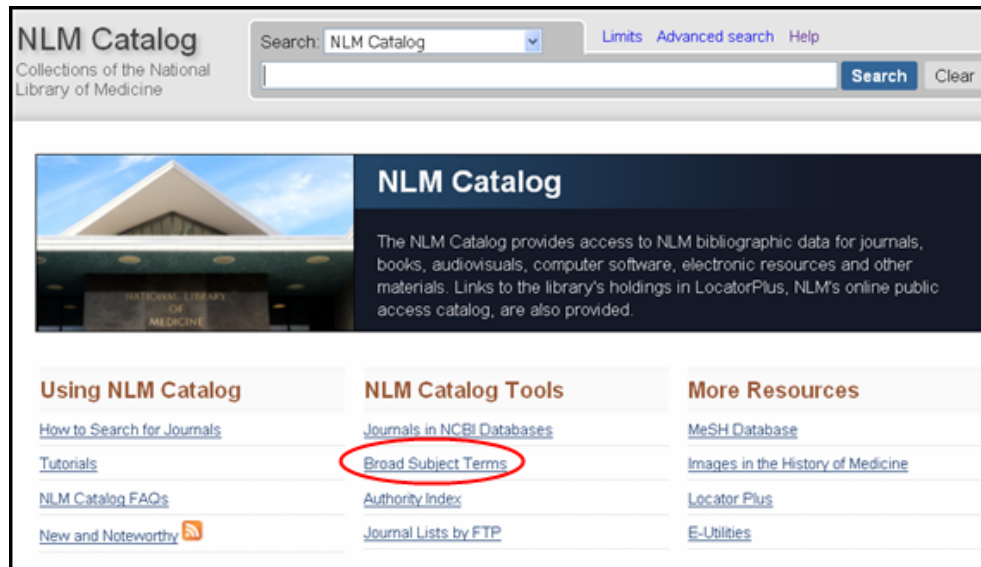 NLM Catalog
Collections of the National
Library of Medicine
Search: NLM Catalog
Limits Advanced search Help
Search Clear
NATIONAL LIBRARY
OF
MEDICINE
NLM Catalog
The NLM Catalog provides access to NLM bibliographic data for journals,
books, audiovisuals, computer software, electronic resources and other
materials. Links to the library's holdings in LocatorPlus, NLM's online public
access catalog, are also provided.
Using NLM Catalog
How to Search for Journals
Tutorials
NLM Catalog FAQs
New and Noteworthy
NLM Catalog Tools
Journals in NCBI Databases
Broad Subject Terms
Authority Index
Journal Lists by FTP
More Resources
MeSH Database
Images in the History of Medicine
Locator Plus
E-Utilities